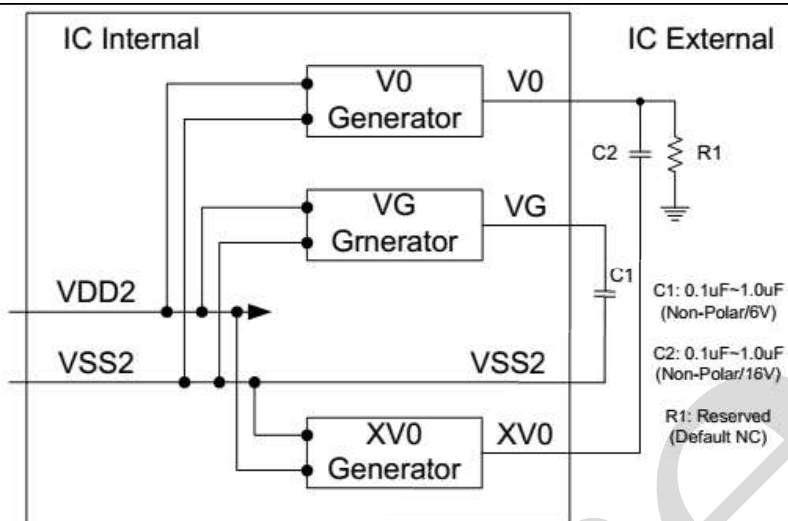 IC Internal
IC External
V0
Generator
V0
C2
R1
VG
Grnerator
VG
C1
VDD2
VSS2
VSS2
XV0
Generator
XV0
C1: 0.1uF~1.0uF
(Non-Polar/6V)
C2: 0.1uF~1.0uF
(Non-Polar/16V)
R1: Reserved
(Default NC)